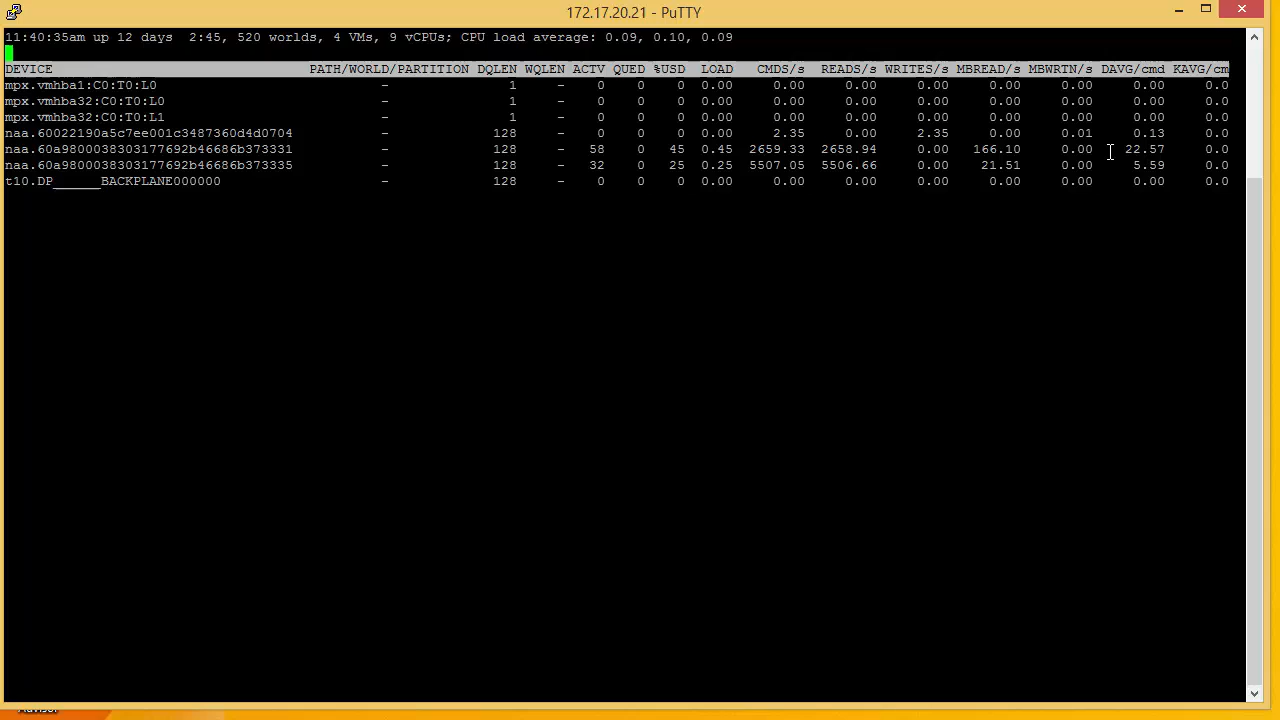 172.17.20.21 - PuTTY
11:40:35am up 12 days  2:45, 520 worlds, 4 VMs, 9 vCPUs; CPU load average: 0.09, 0.10, 0.09
DEVICE PATH/WORLD/PARTITION DQLEN WQLEN ACTV QUED %USD LOAD CMDS/s READS/s WRITES/s MBREAD/s MBWRTN/s DAVG/cmd KAVG/cm
mpx.vmhba1:C0:T0:L0 - 1 - 0 0 0 0.00 0.00 0.00 0.00 0.00 0.00 0.00 0.0
mpx.vmhba32:C0:T0:L0 - 1 - 0 0 0 0.00 0.00 0.00 0.00 0.00 0.00 0.00 0.0
mpx.vmhba32:C0:T0:L1 - 1 - 0 0 0 0.00 0.00 0.00 0.00 0.00 0.00 0.00 0.0
naa.60022190a5c7ee001c3487360d4d0704 - 128 - 0 0 0 0.00 2.35 0.00 2.35 0.00 0.01 0.13 0.0
naa.60a9800038303177692b46686b373331 - 128 - 58 0 45 0.45 2659.33 2658.94 0.00 166.10 0.00 22.57 0.0
naa.60a9800038303177692b46686b373335 - 128 - 32 0 25 0.25 5507.05 5506.66 0.00 21.51 0.00 5.59 0.0
t10.DP______BACKPLANE000000 - 128 - 0 0 0 0.00 0.00 0.00 0.00 0.00 0.00 0.00 0.0